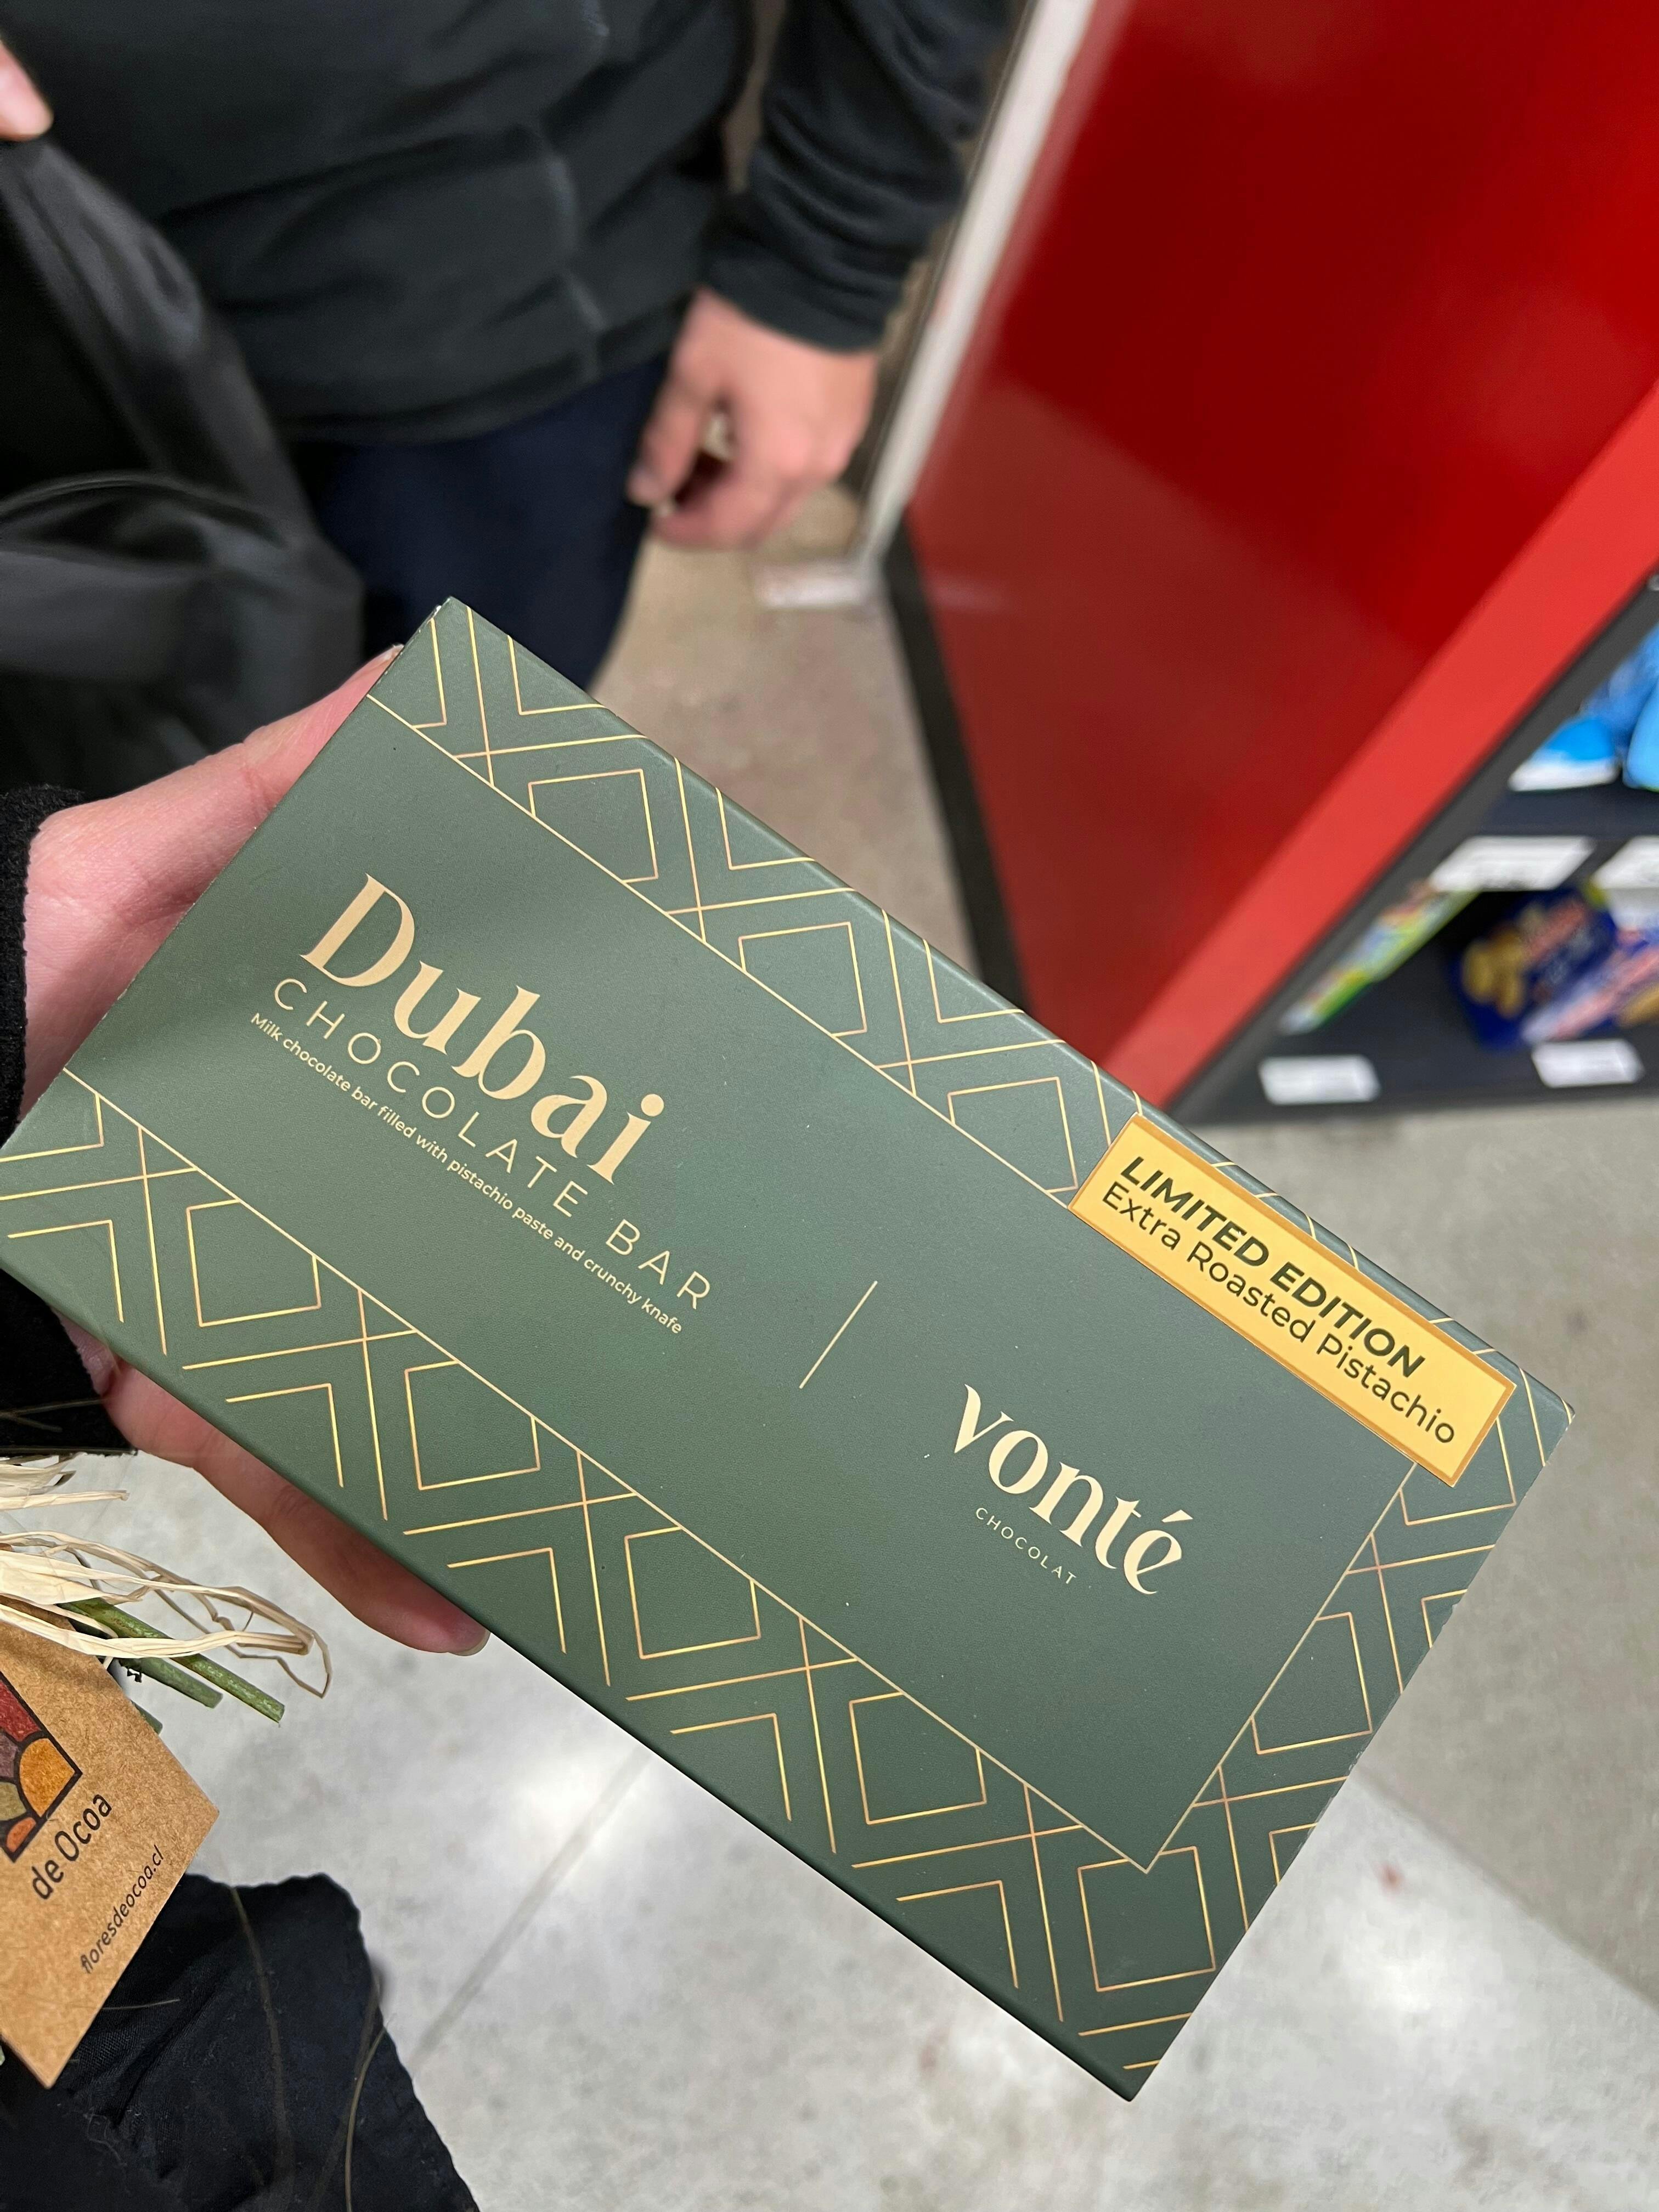 Dubai
CHOCOLATE BAR
Milk chocolate bar filled with pistachio paste and crunchy knafe
LIMITED EDITION
Extra Roasted Pistachio
vonté
CHOCOLAT
de Ocoa
floresdeocoa.cl